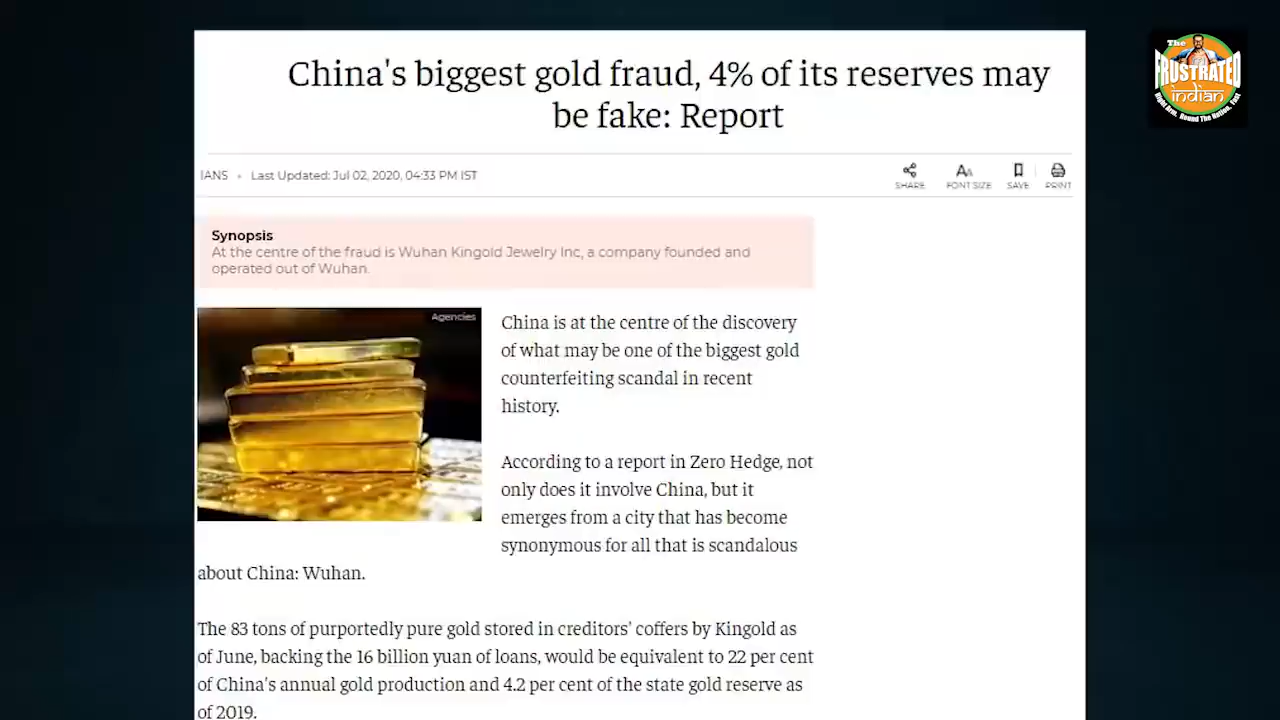 China's biggest gold fraud, 4% of its reserves may
be fake: Report
The
FRUSTRATED
indian
Right Arm. Round The Nation. Fast
IANS • Last Updated: Jul 02, 2020, 04:33 PM IST
SHARE
AA
FONT SIZE
SAVE
PRINT
Synopsis
At the centre of the fraud is Wuhan Kingold Jewelry Inc, a company founded and
operated out of Wuhan.
Agencies
China is at the centre of the discovery
of what may be one of the biggest gold
counterfeiting scandal in recent
history.
According to a report in Zero Hedge, not
only does it involve China, but it
emerges from a city that has become
synonymous for all that is scandalous
about China: Wuhan.
The 83 tons of purportedly pure gold stored in creditors' coffers by Kingold as
of June, backing the 16 billion yuan of loans, would be equivalent to 22 per cent
of China's annual gold production and 4.2 per cent of the state gold reserve as
of 2019.